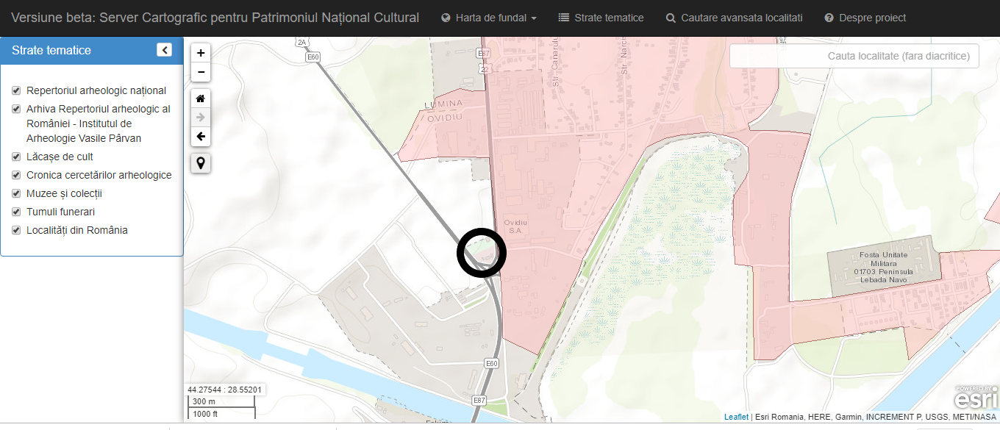 Versiune beta: Server Cartografic pentru Patrimoniul Național Cultural
Harta de fundal
Strate tematice
Cautare avansata localitati
Despre proiect
Strate tematice
Repertoriul arheologic național
Arhiva Repertoriul arheologic al
României - Institutul de
Arheologie Vasile Pârvan
Lăcașe de cult
Cronica cercetărilor arheologice
Muzee și colecții
Tumuli funerari
Localități din România
+
−
Cauta localitate (fara diacritice)
2A
E60
E87
22
Str. Canarului
Str. Narcis
LUMINA
OVIDIU
Ovidiu
S.A.
Fosta Unitate
Militara
01703 Peninsula
Lebada Navo
E60
E87
44.27544 : 28.55201
300 m
1000 ft
POWERED BY
esri
Leaflet | Esri Romania, HERE, Garmin, INCREMENT P, USGS, METI/NASA